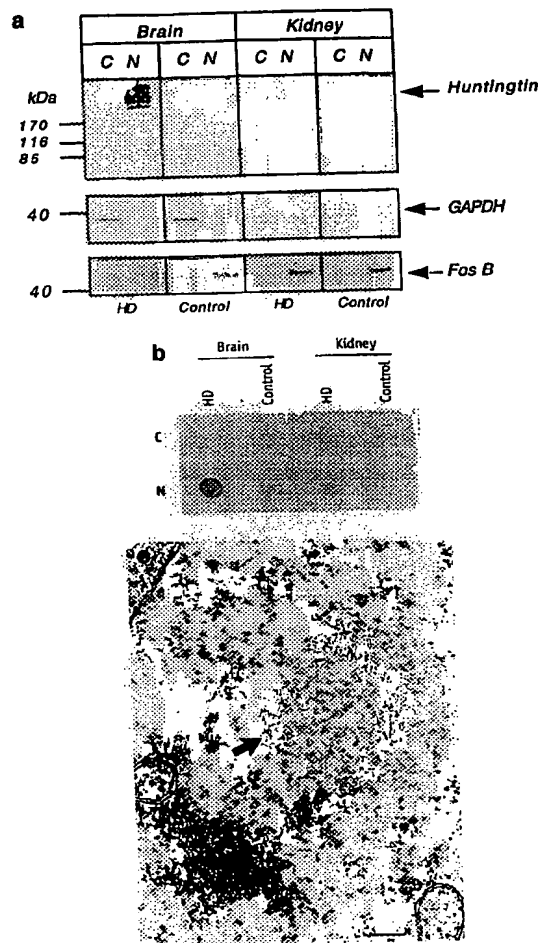 a
Brain Kidney
C N C N C N C N
Huntingtin
kDa
170
116
85
40
GAPDH
40
Fos B
HD Control HD Control
b
Brain Kidney
HD Control HD Control
C
N